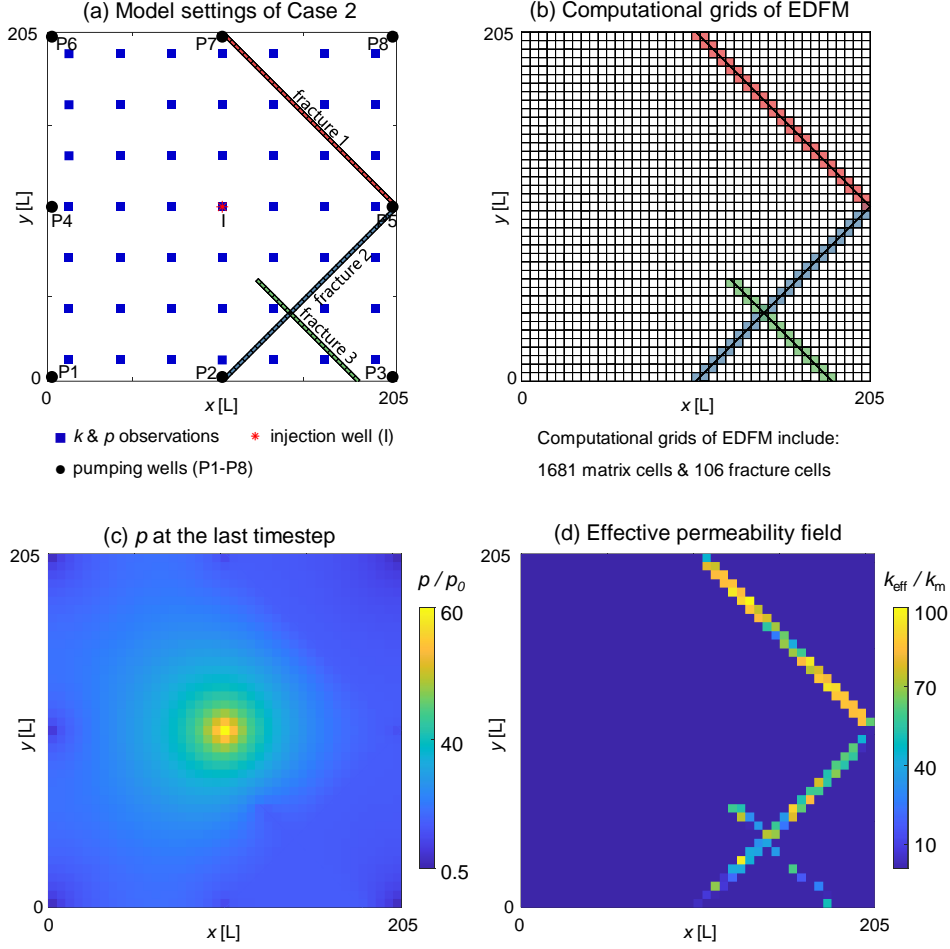 (a) Model settings of Case 2
205
P6
P7
P8
fracture 1
y [L]
P4
I
P5
fracture 2
fracture 3
P1
P2
P3
0
x [L]
205
k & p observations
injection well (I)
pumping wells (P1-P8)
(b) Computational grids of EDFM
205
y [L]
0
0
x [L]
205
Computational grids of EDFM include:
1681 matrix cells & 106 fracture cells
(c) p at the last timestep
205
y [L]
0
0
x [L]
205
p / p0
60
40
0.5
(d) Effective permeability field
205
y [L]
0
0
x [L]
205
keff / km
100
70
40
10